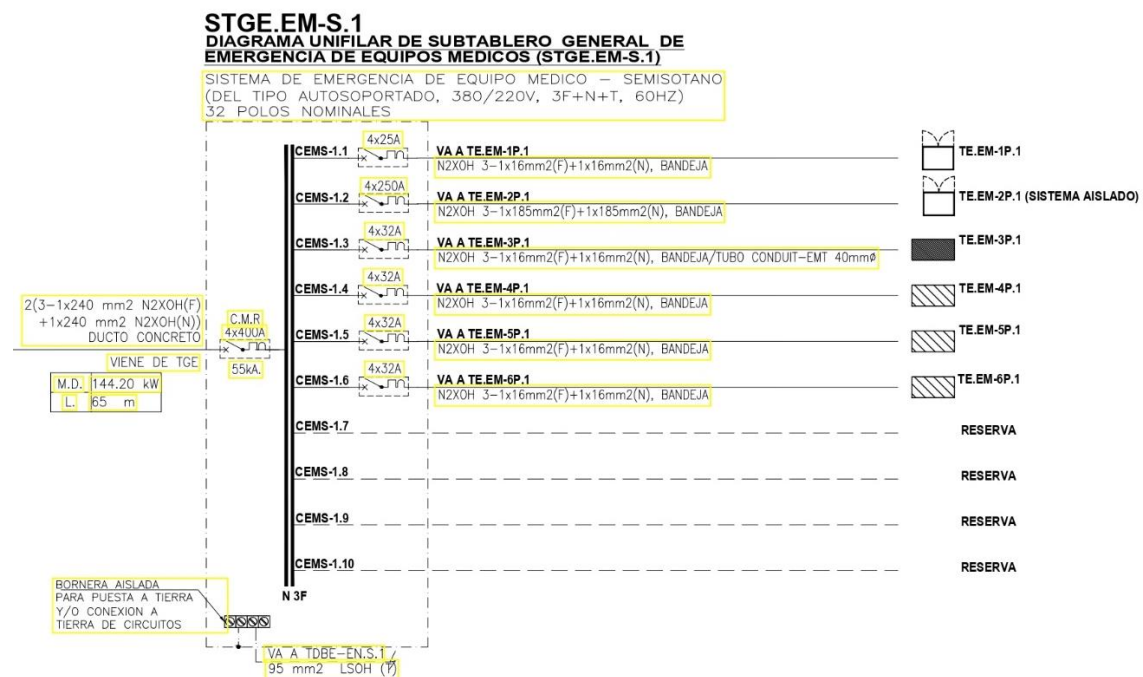 STGE.EM-S.1
DIAGRAMA UNIFILAR DE SUBTABLERO GENERAL DE
EMERGENCIA DE EQUIPOS MEDICOS (STGE.EM-S.1)
SISTEMA DE EMERGENCIA DE EQUIPO MEDICO – SEMISOTANO
(DEL TIPO AUTOSOPORTADO, 380/220V, 3F+N+T, 60HZ)
32 POLOS NOMINALES
CEMS-1.1
4x25A
VA A TE.EM-1P.1
N2XOH 3-1x16mm2(F)+1x16mm2(N), BANDEJA
TE.EM-1P.1
CEMS-1.2
4x250A
VA A TE.EM-2P.1
N2XOH 3-1x185mm2(F)+1x185mm2(N), BANDEJA
TE.EM-2P.1 (SISTEMA AISLADO)
CEMS-1.3
4x32A
VA A TE.EM-3P.1
N2XOH 3-1x16mm2(F)+1x16mm2(N), BANDEJA/TUBO CONDUIT-EMT 40mmø
TE.EM-3P.1
CEMS-1.4
4x32A
VA A TE.EM-4P.1
N2XOH 3-1x16mm2(F)+1x16mm2(N), BANDEJA
TE.EM-4P.1
2(3-1x240 mm2 N2XOH(F)
+1x240 mm2 N2XOH(N))
DUCTO CONCRETO
VIENE DE TGE
M.D. 144.20 kW
L. 65 m
C.M.R
4x400A
55kA.
CEMS-1.5
4x32A
VA A TE.EM-5P.1
N2XOH 3-1x16mm2(F)+1x16mm2(N), BANDEJA
TE.EM-5P.1
CEMS-1.6
4x32A
VA A TE.EM-6P.1
N2XOH 3-1x16mm2(F)+1x16mm2(N), BANDEJA
TE.EM-6P.1
CEMS-1.7
RESERVA
CEMS-1.8
RESERVA
CEMS-1.9
RESERVA
CEMS-1.10
RESERVA
N 3F
BORNERA AISLADA
PARA PUESTA A TIERRA
Y/O CONEXION A
TIERRA DE CIRCUITOS
VA A TDBE-EN.S.1
95 mm2 LSOH